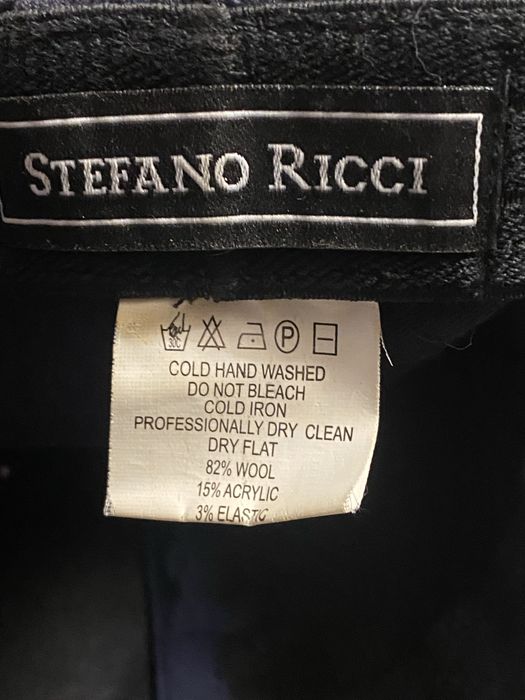 STEFANO RICCI
30C P
COLD HAND WASHED
DO NOT BLEACH
COLD IRON
PROFESSIONALLY DRY CLEAN
DRY FLAT
82% WOOL
15% ACRYLIC
3% ELASTIC